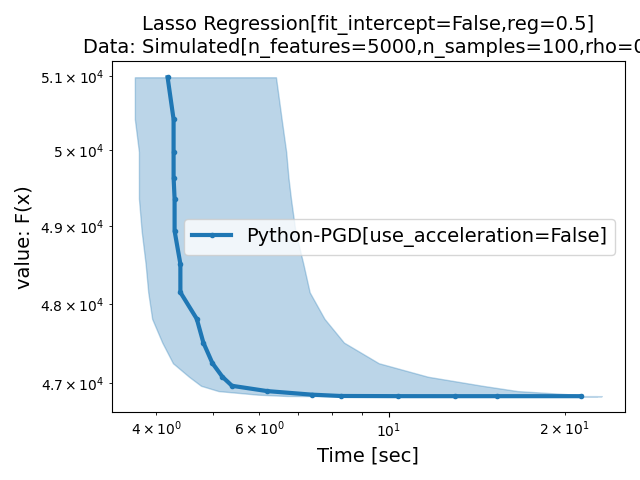 Lasso Regression[fit_intercept=False,reg=0.5]
Data: Simulated[n_features=5000,n_samples=100,rho=0
5.1 × 10⁴
5 × 10⁴
4.9 × 10⁴
4.8 × 10⁴
4.7 × 10⁴
value: F(x)
Python-PGD[use_acceleration=False]
4 × 10⁰
6 × 10⁰
10¹
2 × 10¹
Time [sec]